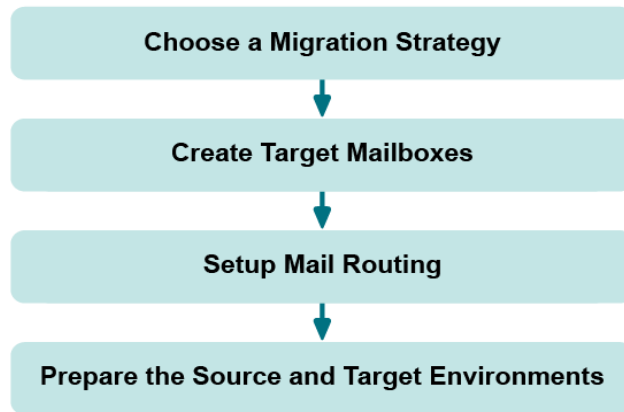 Choose a Migration Strategy
Create Target Mailboxes
Setup Mail Routing
Prepare the Source and Target Environments